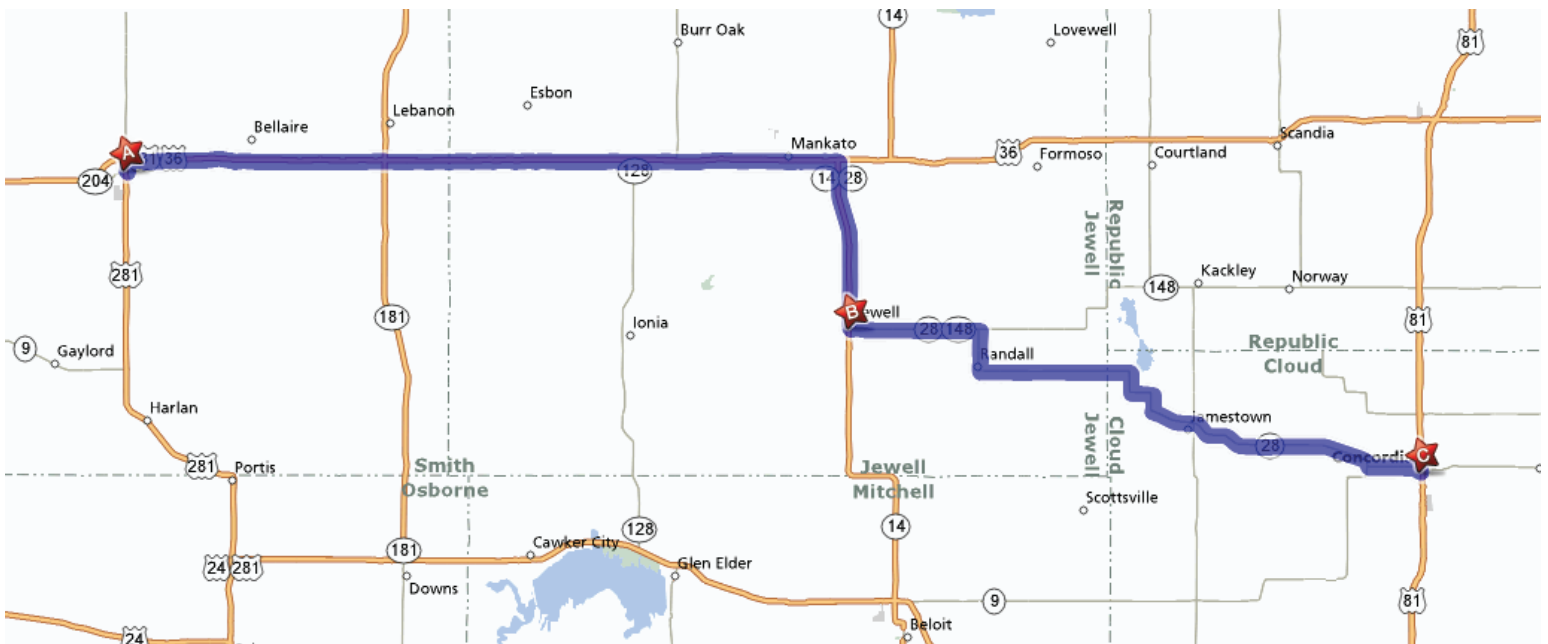 14
Burr Oak
Lovewell
81
Esbon
Lebanon
Bellaire
Scandia
A
36
Mankato
36
Formoso
Courtland
204
128
14
28
Republic
Jewell
281
Kackley
Norway
148
B
ewell
181
Ionia
28
148
81
9
Gaylord
Randall
Republic
Cloud
Harlan
Jamestown
Cloud
Jewell
28
Concordi
C
281
Portis
Smith
Osborne
Jewell
Mitchell
Scottsville
14
128
181
Cawker City
24
281
Glen Elder
Downs
9
81
Beloit
24